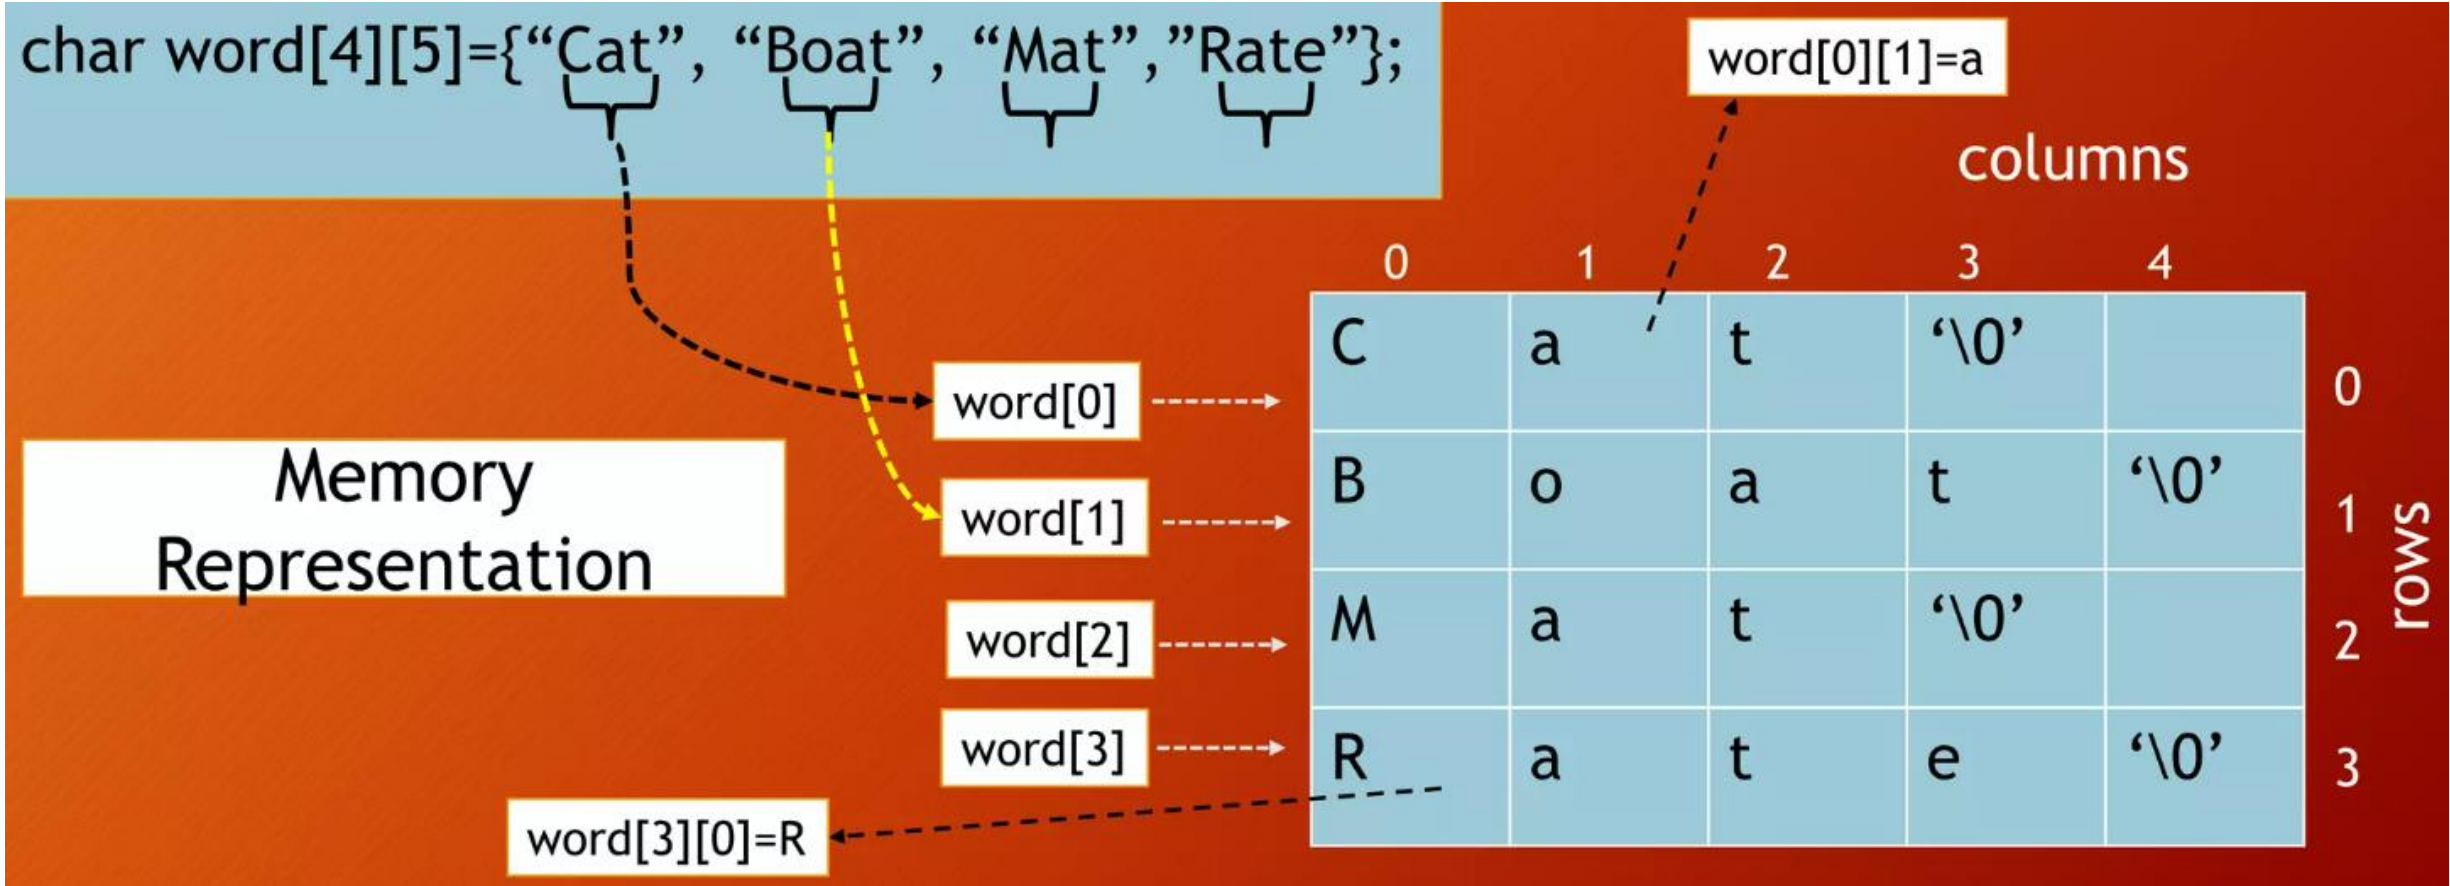 char word[4][5]={“Cat”, “Boat”, “Mat”,”Rate”};
word[0][1]=a
columns
0 1 2 3 4
word[0] C a t ‘\0’ 0
word[1] B o a t ‘\0’ 1
word[2] M a t ‘\0’ 2
word[3] R a t e ‘\0’ 3
rows
Memory
Representation
word[3][0]=R